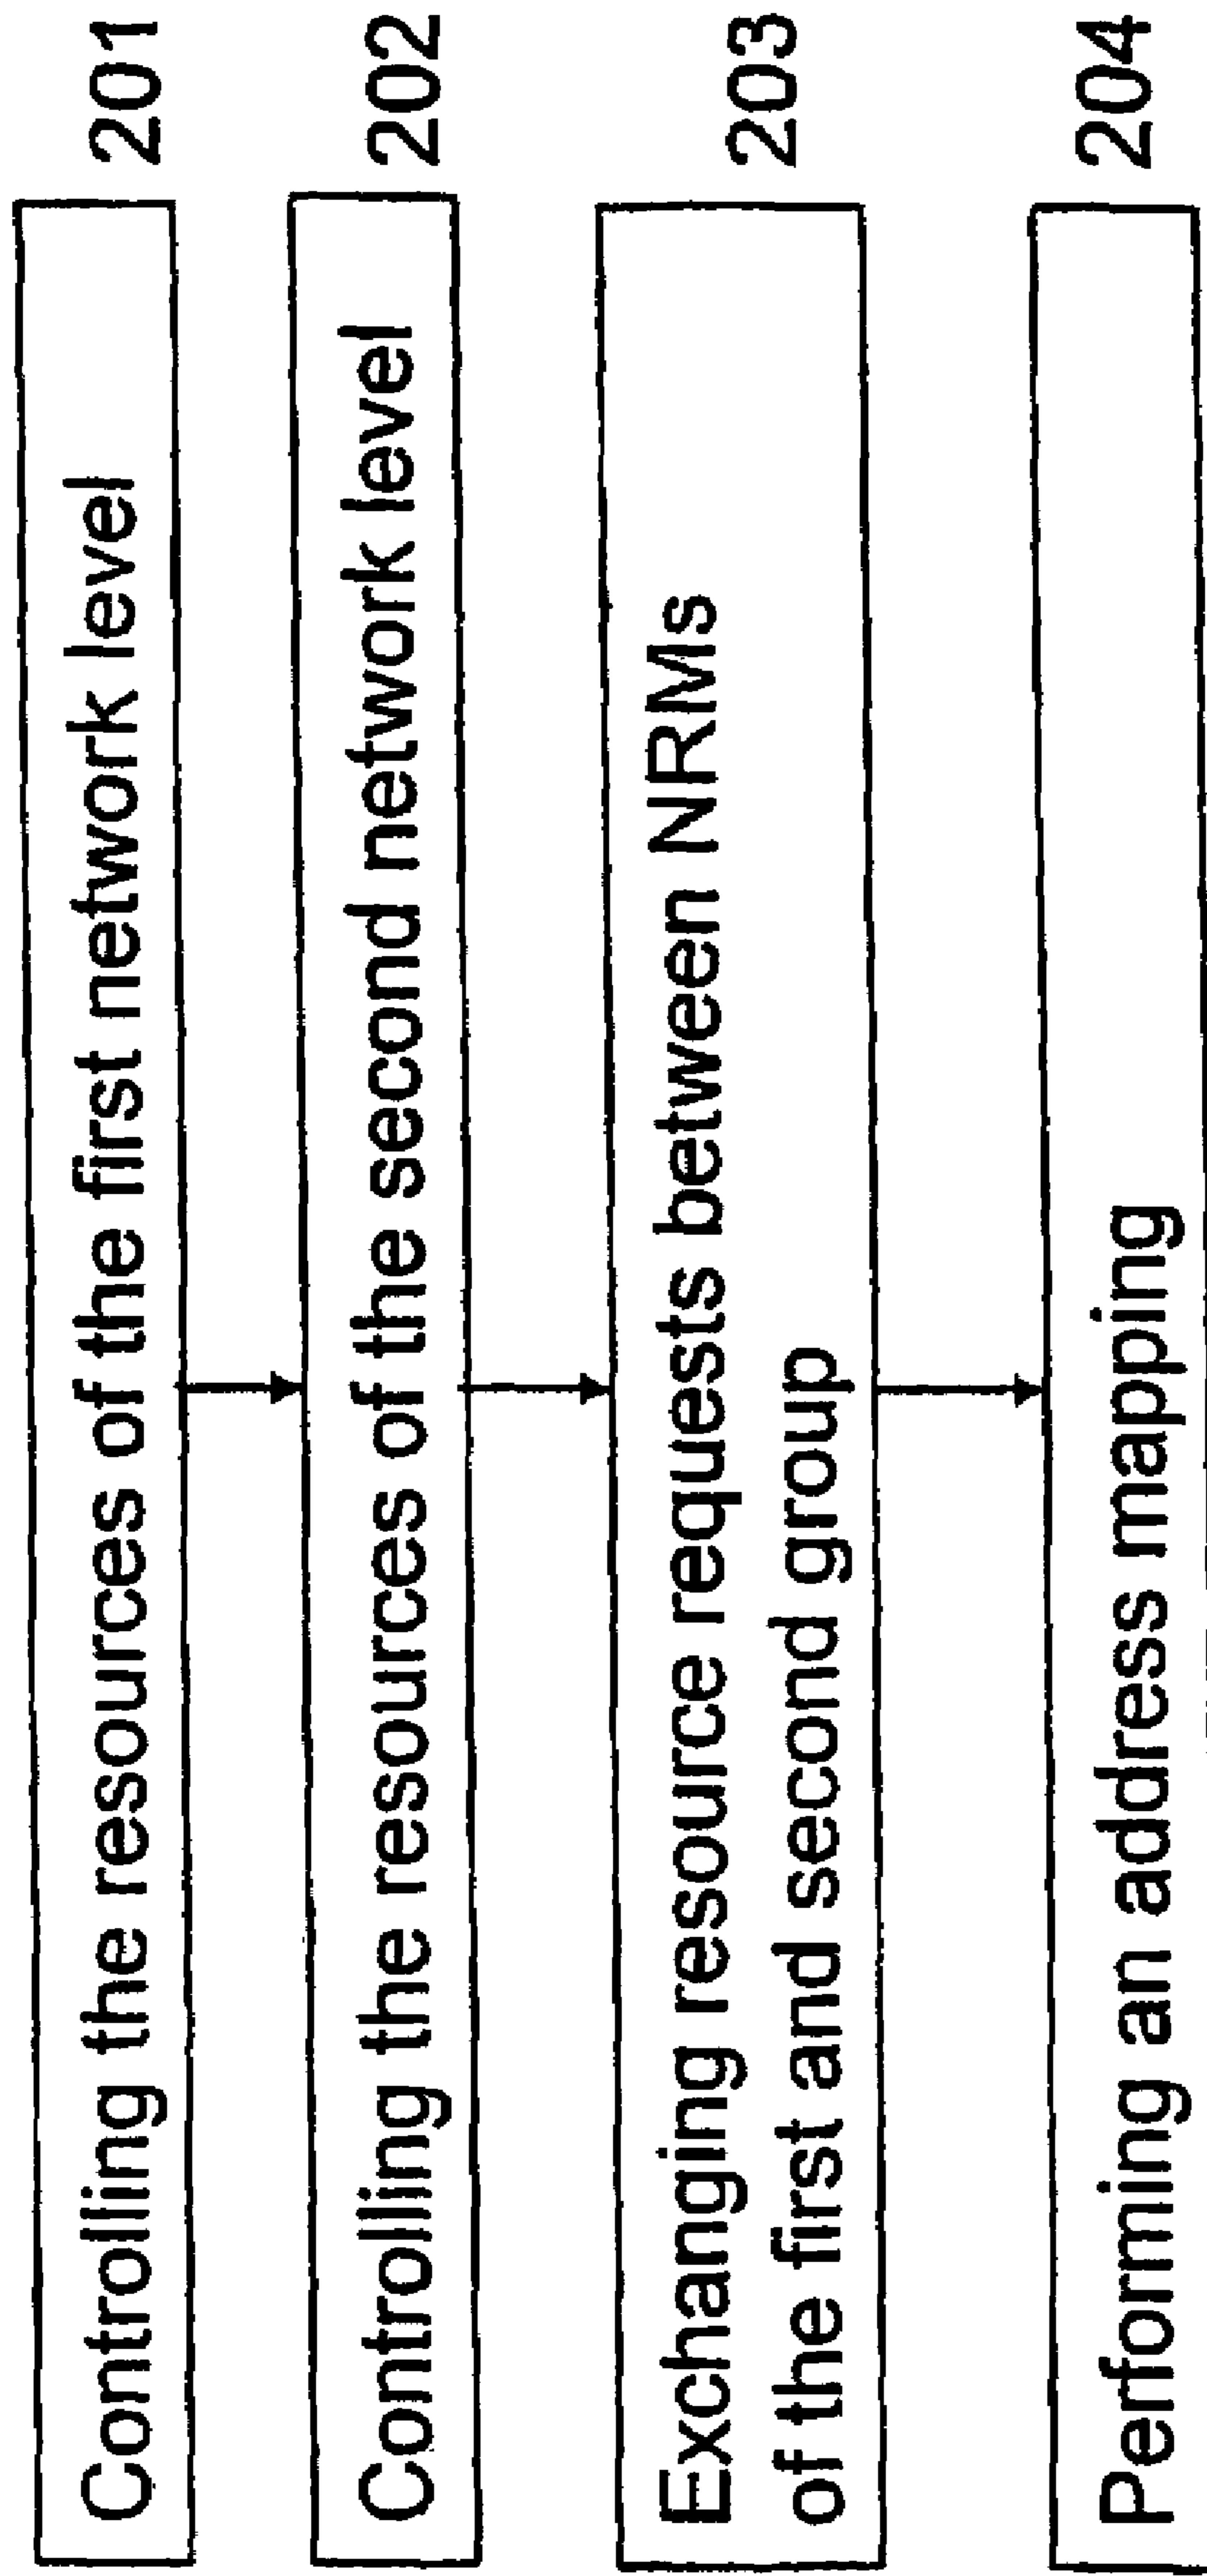 Controlling the resources of the first network level 201
Controlling the resources of the second network level 202
Exchanging resource requests between NRMs
of the first and second group 203
Performing an address mapping 204